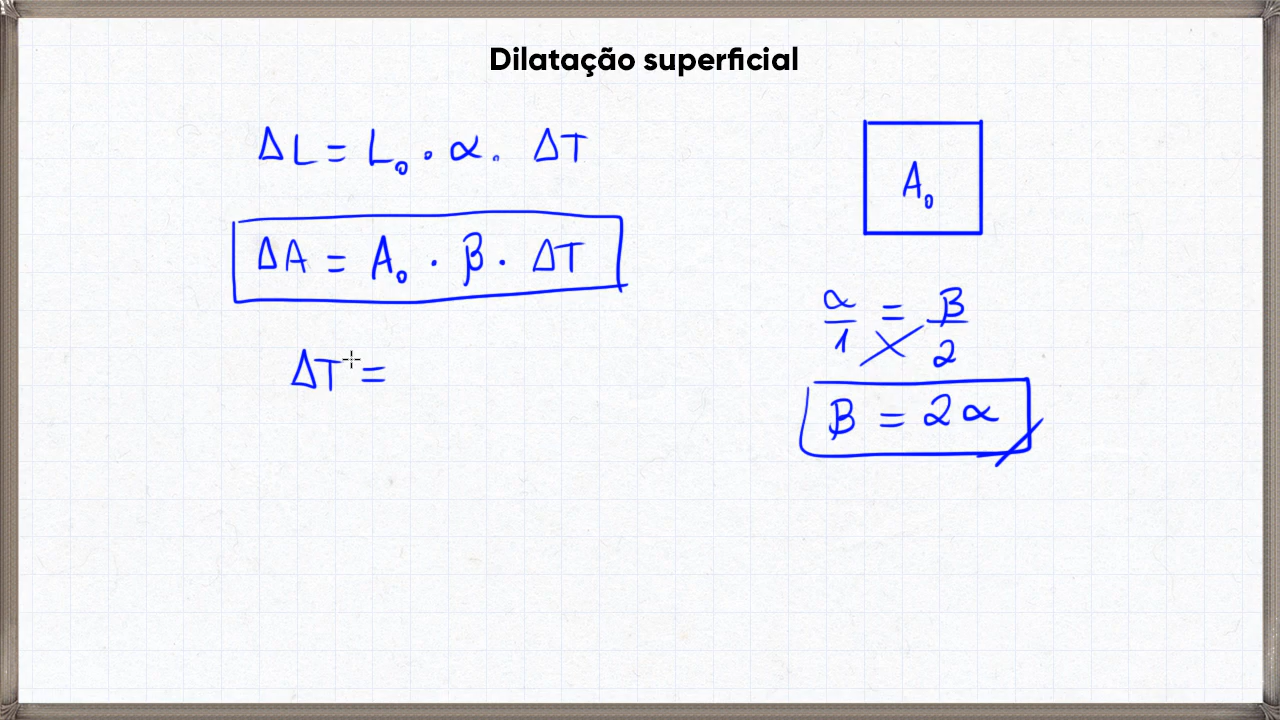 Dilatação superficial
ΔL = L₀ · α · ΔT
ΔA = A₀ · β · ΔT
ΔT =
A₀
α/1 = β/2
β = 2α